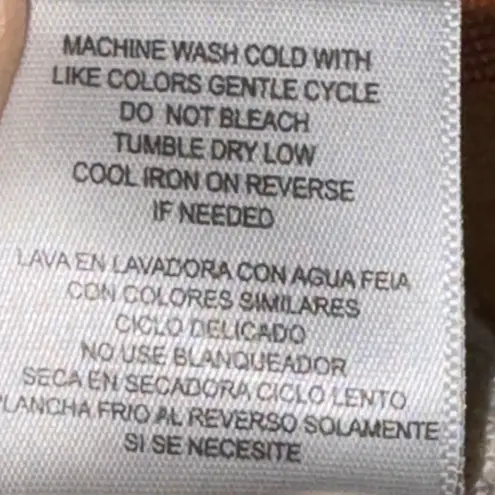 MACHINE WASH COLD WITH
LIKE COLORS GENTLE CYCLE
DO NOT BLEACH
TUMBLE DRY LOW
COOL IRON ON REVERSE
IF NEEDED
LAVA EN LAVADORA CON AGUA FEIA
CON COLORES SIMILARES
CICLO DELICADO
NO USE BLANQUEADOR
SECA EN SECADORA CICLO LENTO
PLANCHA FRIO AL REVERSO SOLAMENTE
SI SE NECESITE